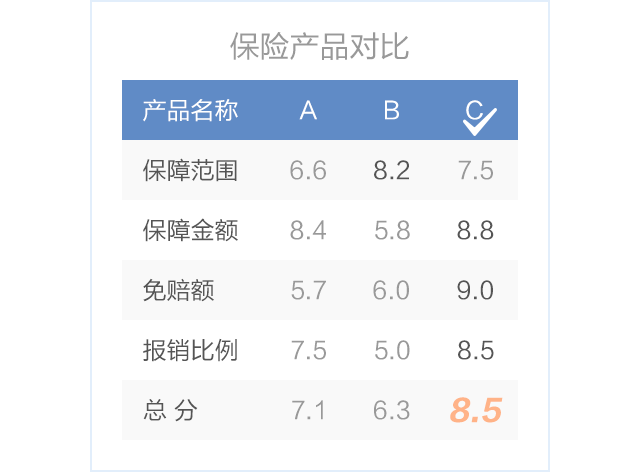 保险产品对比
产品名称 A B C
保障范围 6.6 8.2 7.5
保障金额 8.4 5.8 8.8
免赔额 5.7 6.0 9.0
报销比例 7.5 5.0 8.5
总 分 7.1 6.3 8.5